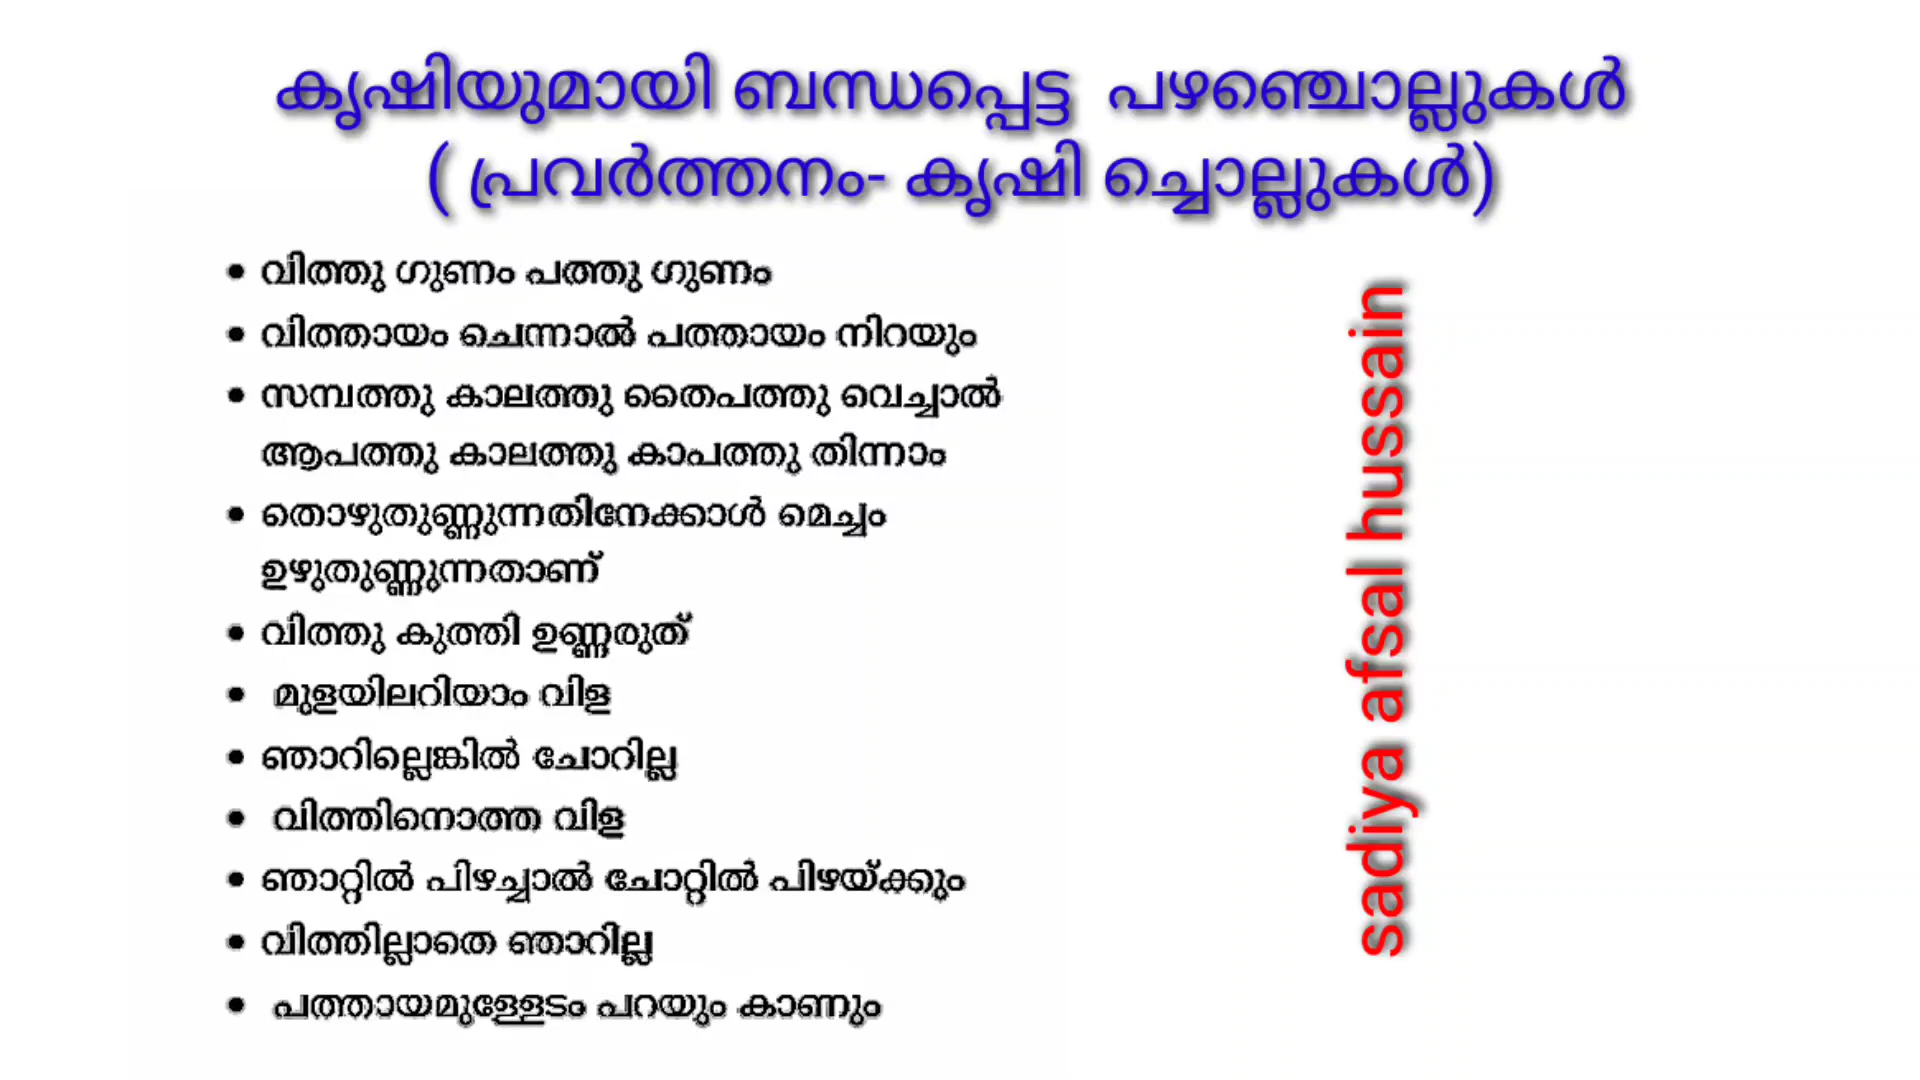 കൃഷിയുമായി ബന്ധപ്പെട്ട പഴഞ്ചൊല്ലുകൾ
( പ്രവർത്തനം- കൃഷി ച്ചൊല്ലുകൾ)
• വിത്തു ഗുണം പത്തു ഗുണം
• വിത്തായം ചെന്നാൽ പത്തായം നിറയും
• സമ്പത്തു കാലത്തു തൈപത്തു വെച്ചാൽ
ആപത്തു കാലത്തു കാപത്തു തിന്നാം
• തൊഴുതുണ്ണുന്നതിനേക്കാൾ മെച്ചം
ഉഴുതുണ്ണുന്നതാണ്
• വിത്തു കുത്തി ഉണ്ണരുത്
• മുളയിലറിയാം വിള
• ഞാറില്ലെങ്കിൽ ചോറില്ല
• വിത്തിനൊത്ത വിള
• ഞാറ്റിൽ പിഴച്ചാൽ ചോറ്റിൽ പിഴയ്ക്കും
• വിത്തില്ലാതെ ഞാറില്ല
• പത്തായമുള്ളേടം പറയും കാണും
sadiya afsal hussain